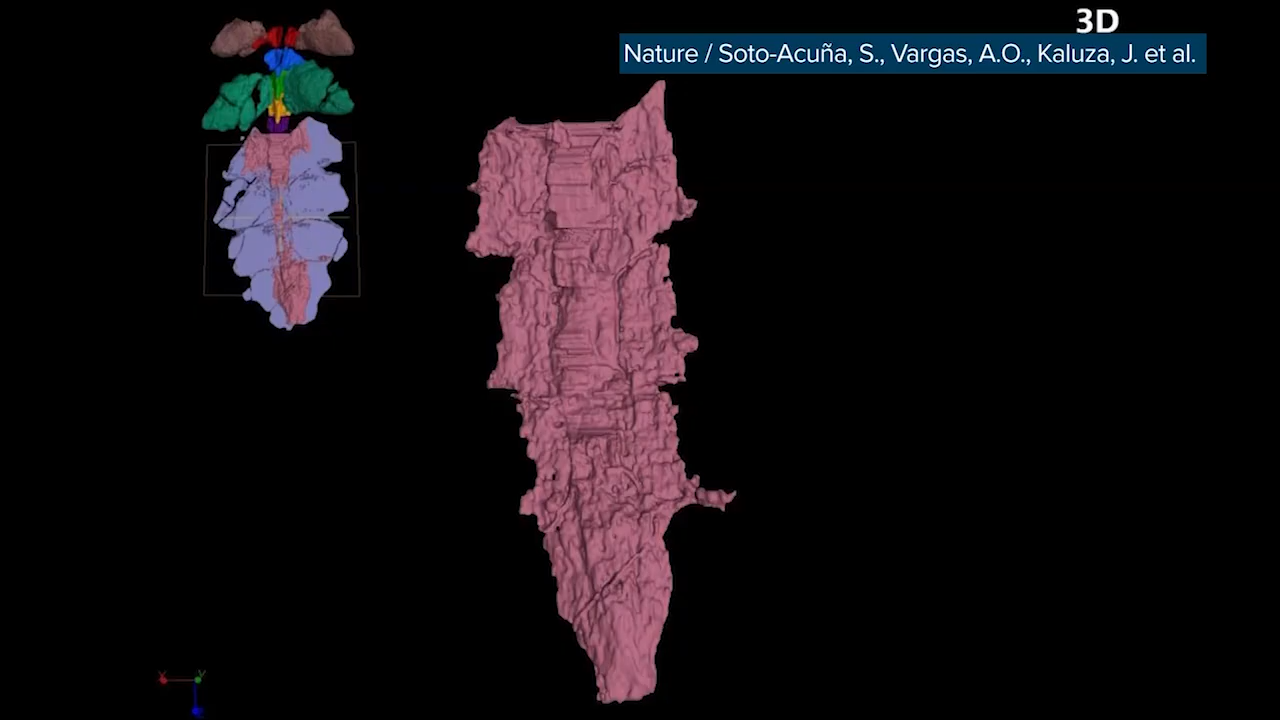 3D
Nature / Soto-Acuña, S., Vargas, A.O., Kaluza, J. et al.